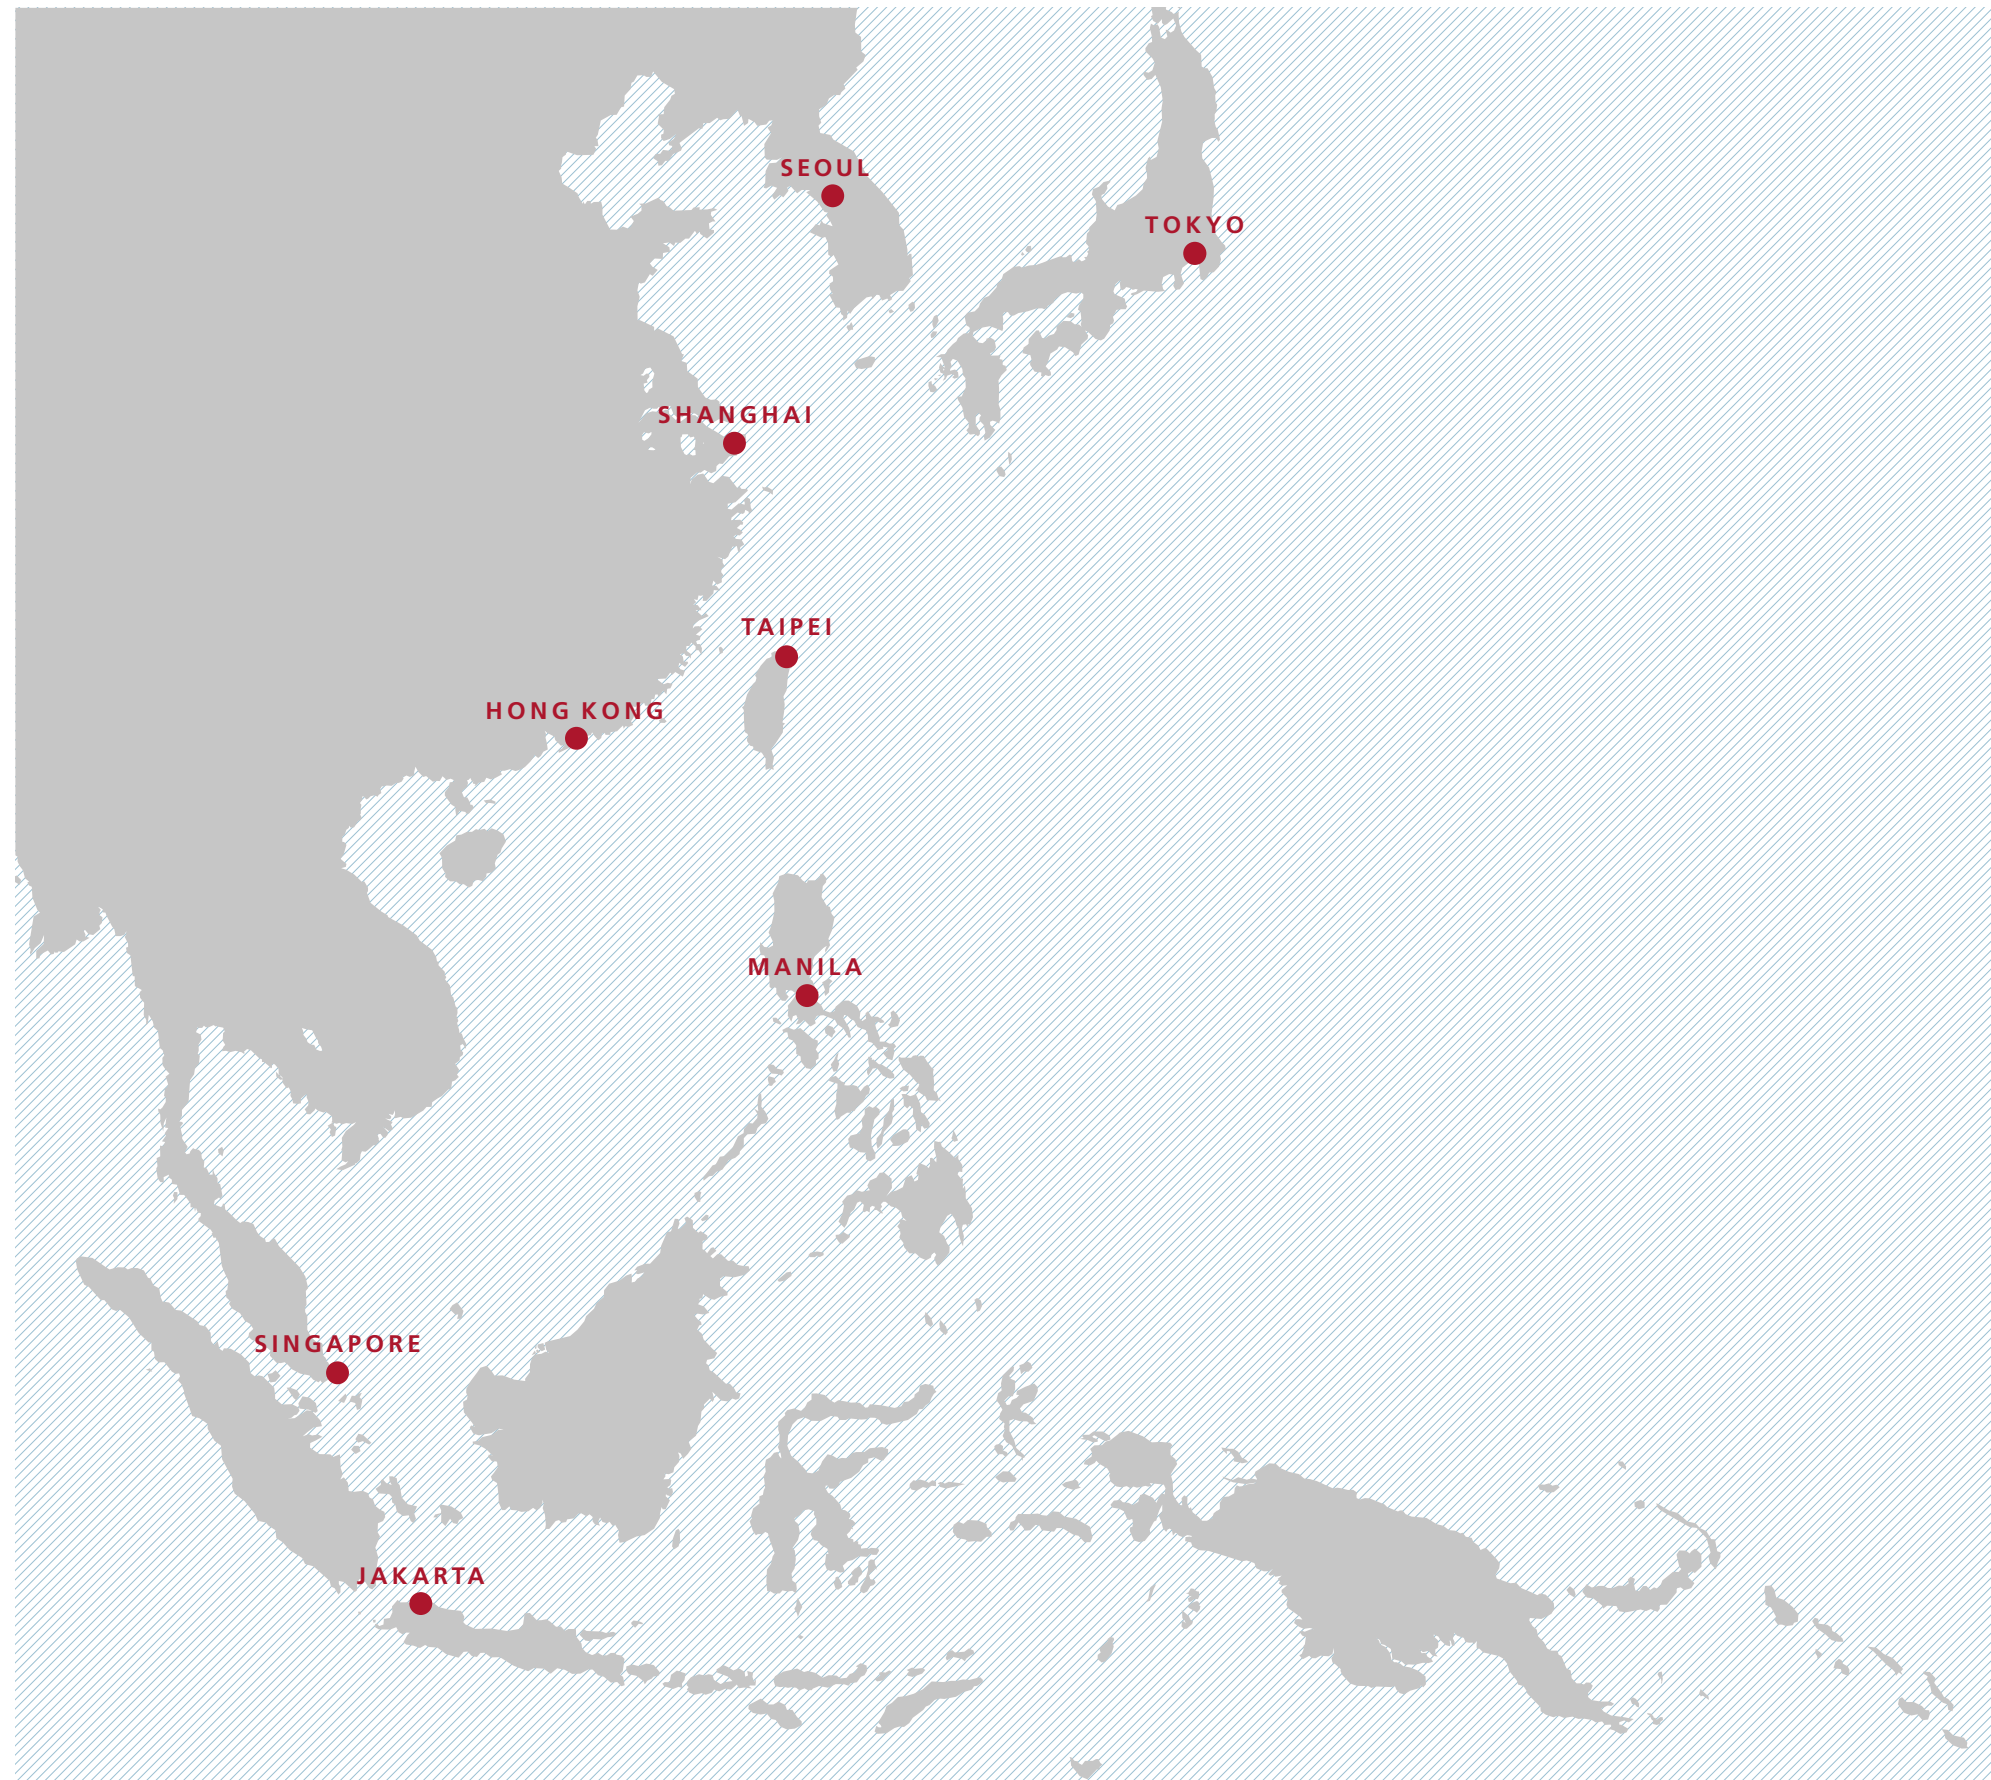 SEOUL
TOKYO
SHANGHAI
TAIPEI
HONG KONG
MANILA
SINGAPORE
JAKARTA